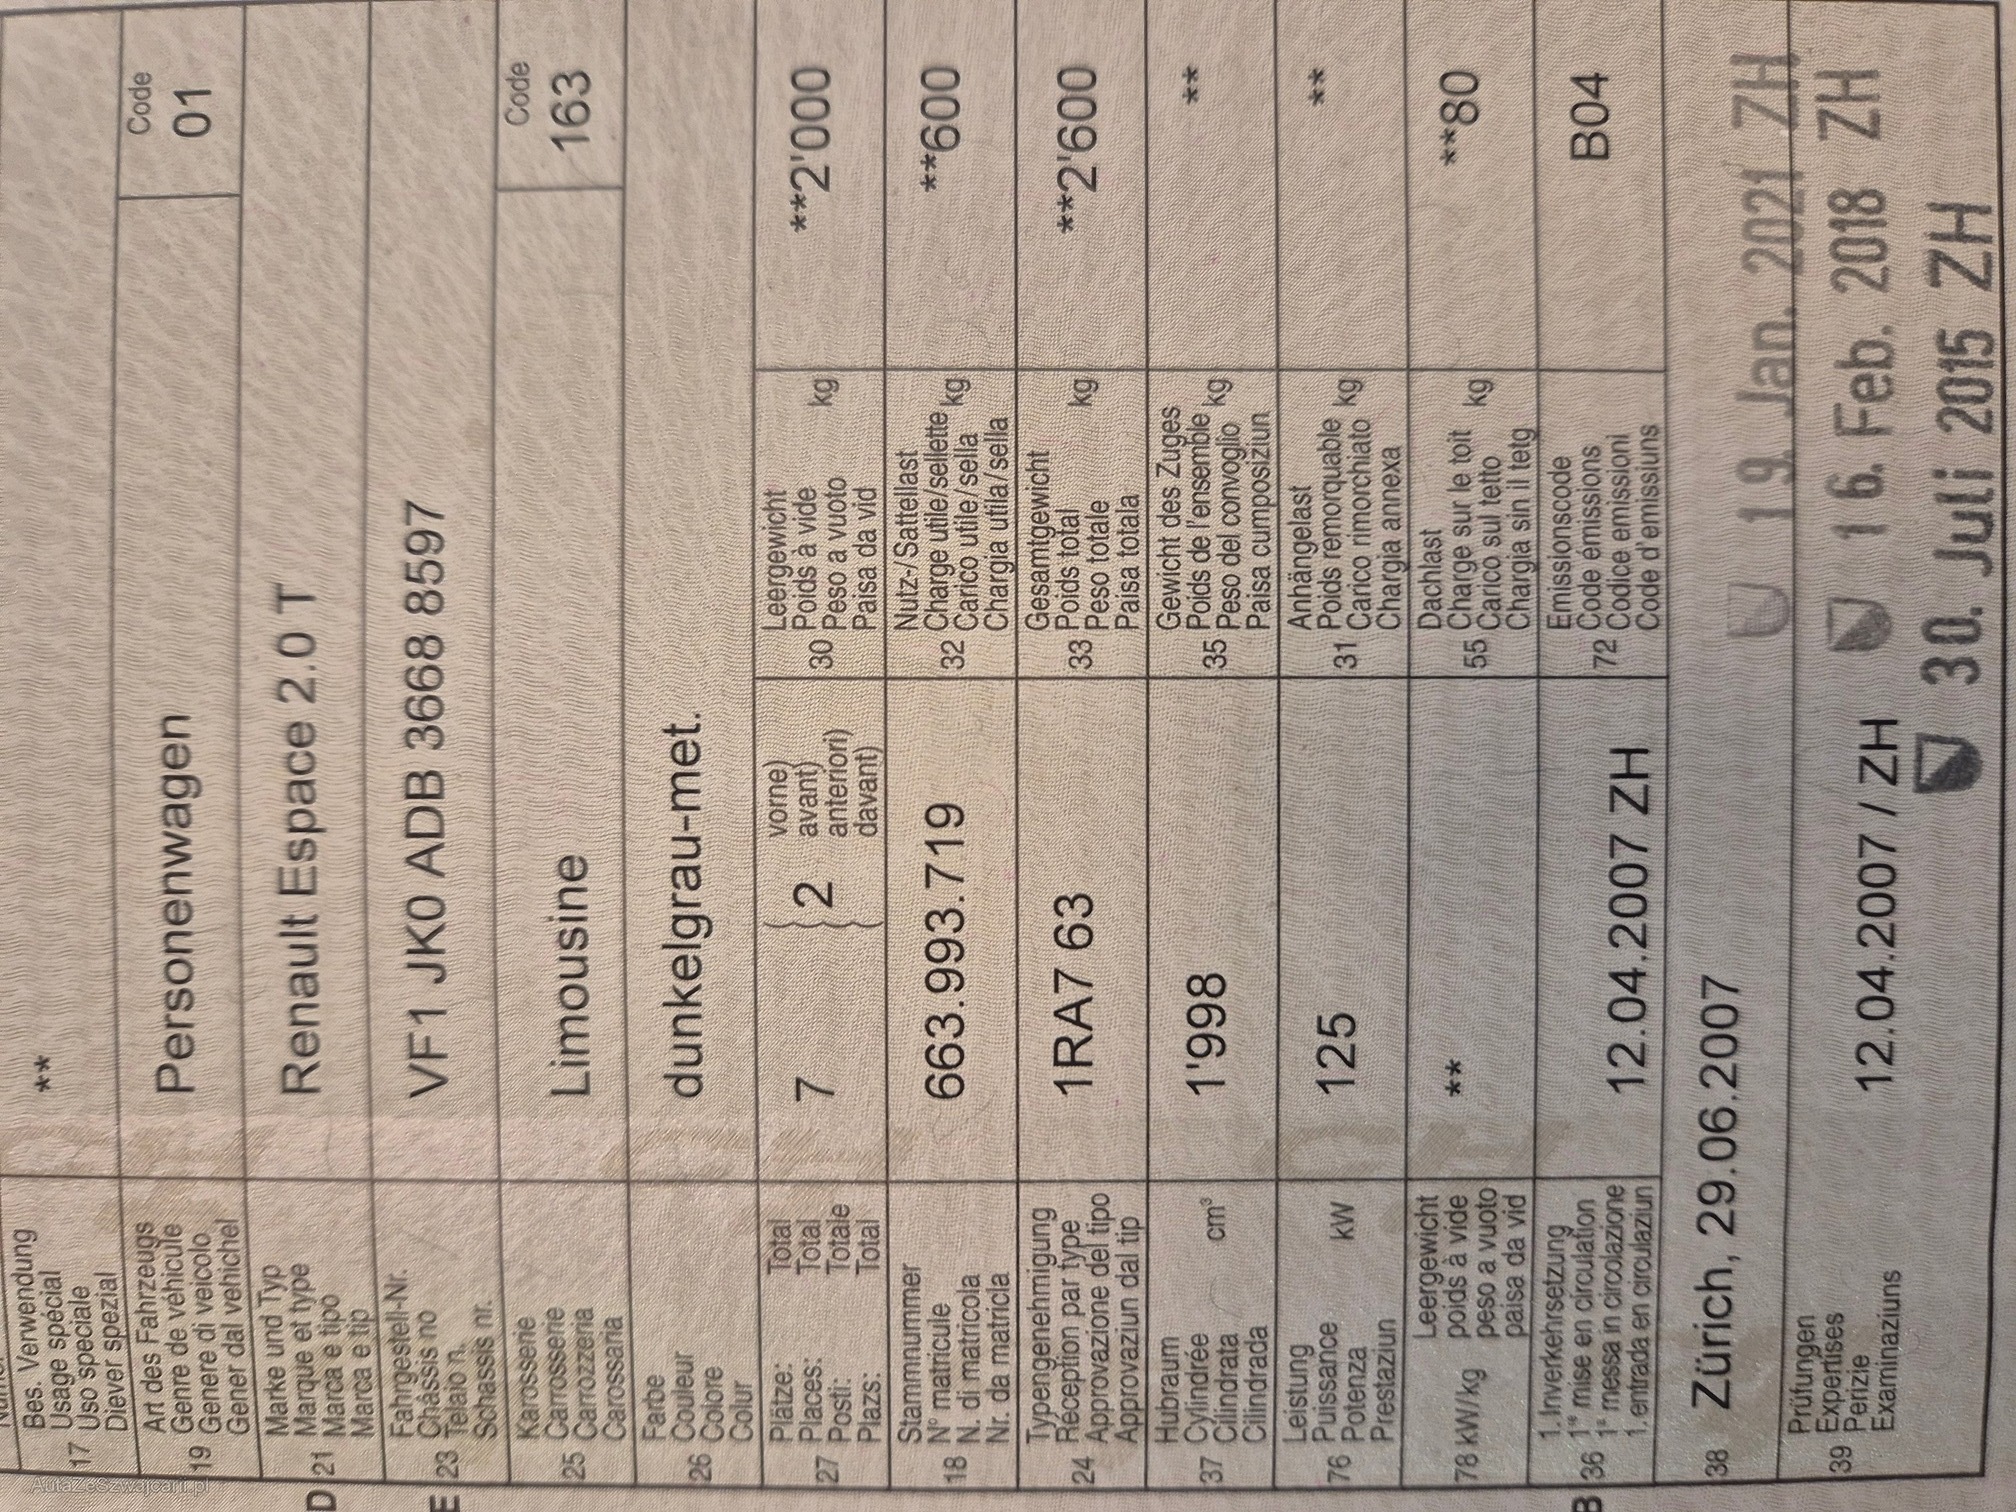 Bes. Verwendung
17 Usage spécial **
Uso speciale
Diever spezial
Art des Fahrzeugs Code
19 Genre de véhicule Personenwagen 01
Genere di veicolo
Gener dal vehichel
Marke und Typ
D 21 Marque et type Renault Espace 2.0 T
Marca e tipo
Marca e tip
Fahrgestell-Nr.
E 23 Châssis no VF1 JK0 ADB 3668 8597
Telaio n.
Schassis nr.
Karosserie Code
25 Carrosserie Limousine 163
Carrozzeria
Carossaria
Farbe
26 Couleur dunkelgrau-met.
Colore
Colur
27 Plätze: Total 7 2 vorne)
Places: Total avant)
Posti: Totale anteriori)
Plazs: Total davant)
30 Leergewicht **2'000
Poids à vide kg
Peso a vuoto
Paisa da vid
Stammnummer
18 N° matricule 663.993.719
N. di matricola
Nr. da matricla
32 Nutz-/Sattellast **600
Charge utile/sellette kg
Carico utile/sella
Chargia utila/sella
Typengenehmigung
24 Réception par type 1RA7 63
Approvazione del tipo
Approvaziun dal tip
33 Gesamtgewicht **2'600
Poids total kg
Peso totale
Paisa totala
Hubraum
37 Cylindrée cm³ 1'998
Cilindrata
Cilindrada
35 Gewicht des Zuges **
Poids de l'ensemble kg
Peso del convoglio
Paisa cumposiziun
Leistung
76 Puissance kW 125
Potenza
Prestaziun
31 Anhängelast **
Poids remorquable kg
Carico rimorchiato
Chargia annexa
78 kW/kg Leergewicht **
poids à vide
peso a vuoto
paisa da vid
55 Dachlast **80
Charge sur le toit kg
Carico sul tetto
Chargia sin il tetg
B 36 1. Inverkehrsetzung 12.04.2007 ZH
1re mise en circulation
1a messa in circolazione
1. entrada en circulaziun
72 Emissionscode B04
Code émissions
Codice emissioni
Code d'emissiuns
38 Zürich, 29.06.2007
19. Jan. 2021 ZH
Prüfungen
39 Expertises 12.04.2007 / ZH 16. Feb. 2018 ZH
Perizie
Examinaziuns
30. Juli 2015 ZH
AutaZeSzwajcarii.pl